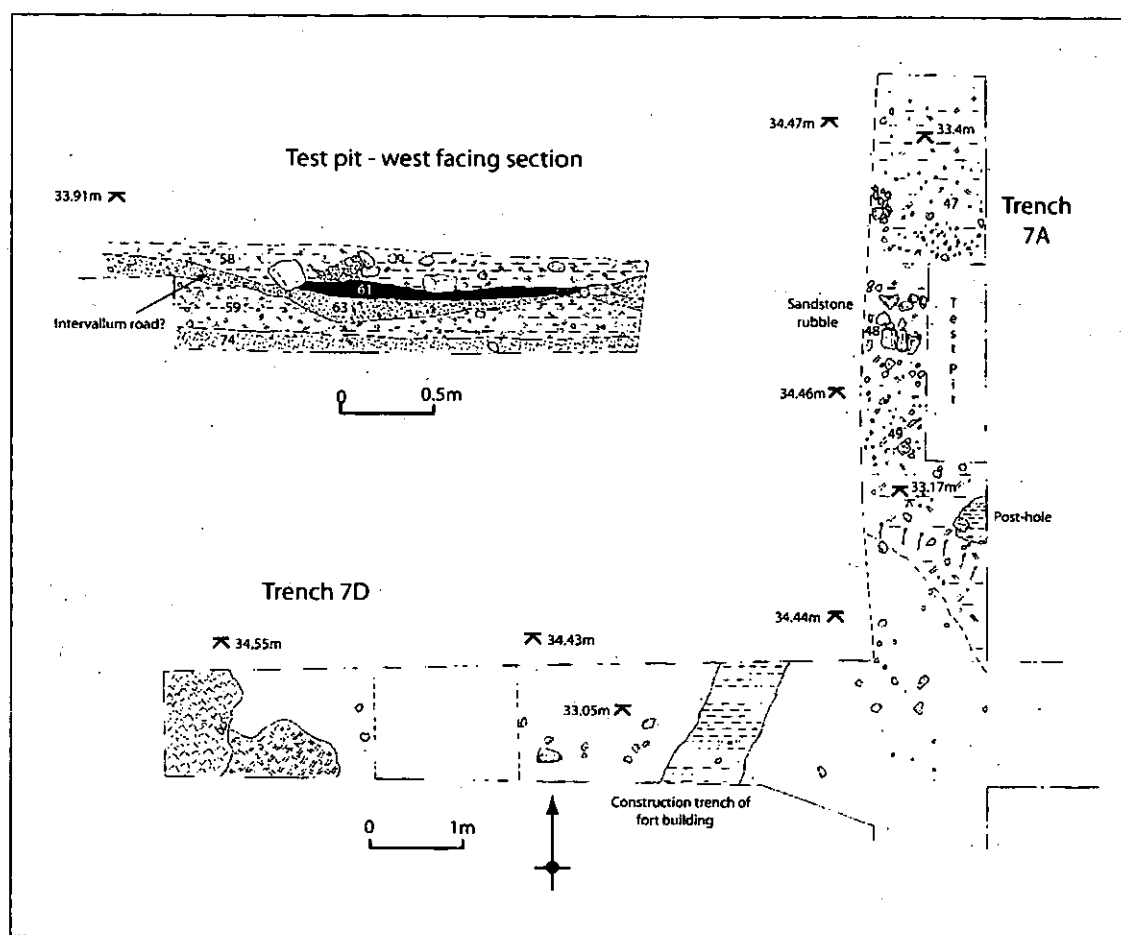 Test pit - west facing section
33.91m
58
61
59
63
74
Intervallum road?
0 0.5m
34.47m
33.4m
47
Trench
7A
Sandstone
rubble
48
Test Pit
34.46m
49
33.17m
Post-hole
34.44m
Trench 7D
34.55m
34.43m
33.05m
Construction trench of
fort building
0 1m